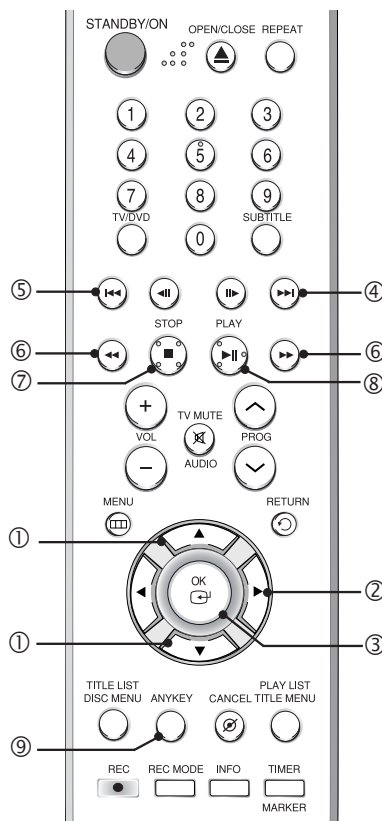 STANDBY/ON OPEN/CLOSE REPEAT
1 2 3
4 5 6
7 8 9
TV/DVD SUBTITLE
0
⑤ ④
STOP PLAY
⑥ ⑥
⑦ ⑧
+
TV MUTE
VOL PROG
− AUDIO
MENU RETURN
①
OK
②
①
③
TITLE LIST PLAY LIST
DISC MENU ANYKEY CANCEL TITLE MENU
⑨
REC REC MODE INFO TIMER
MARKER